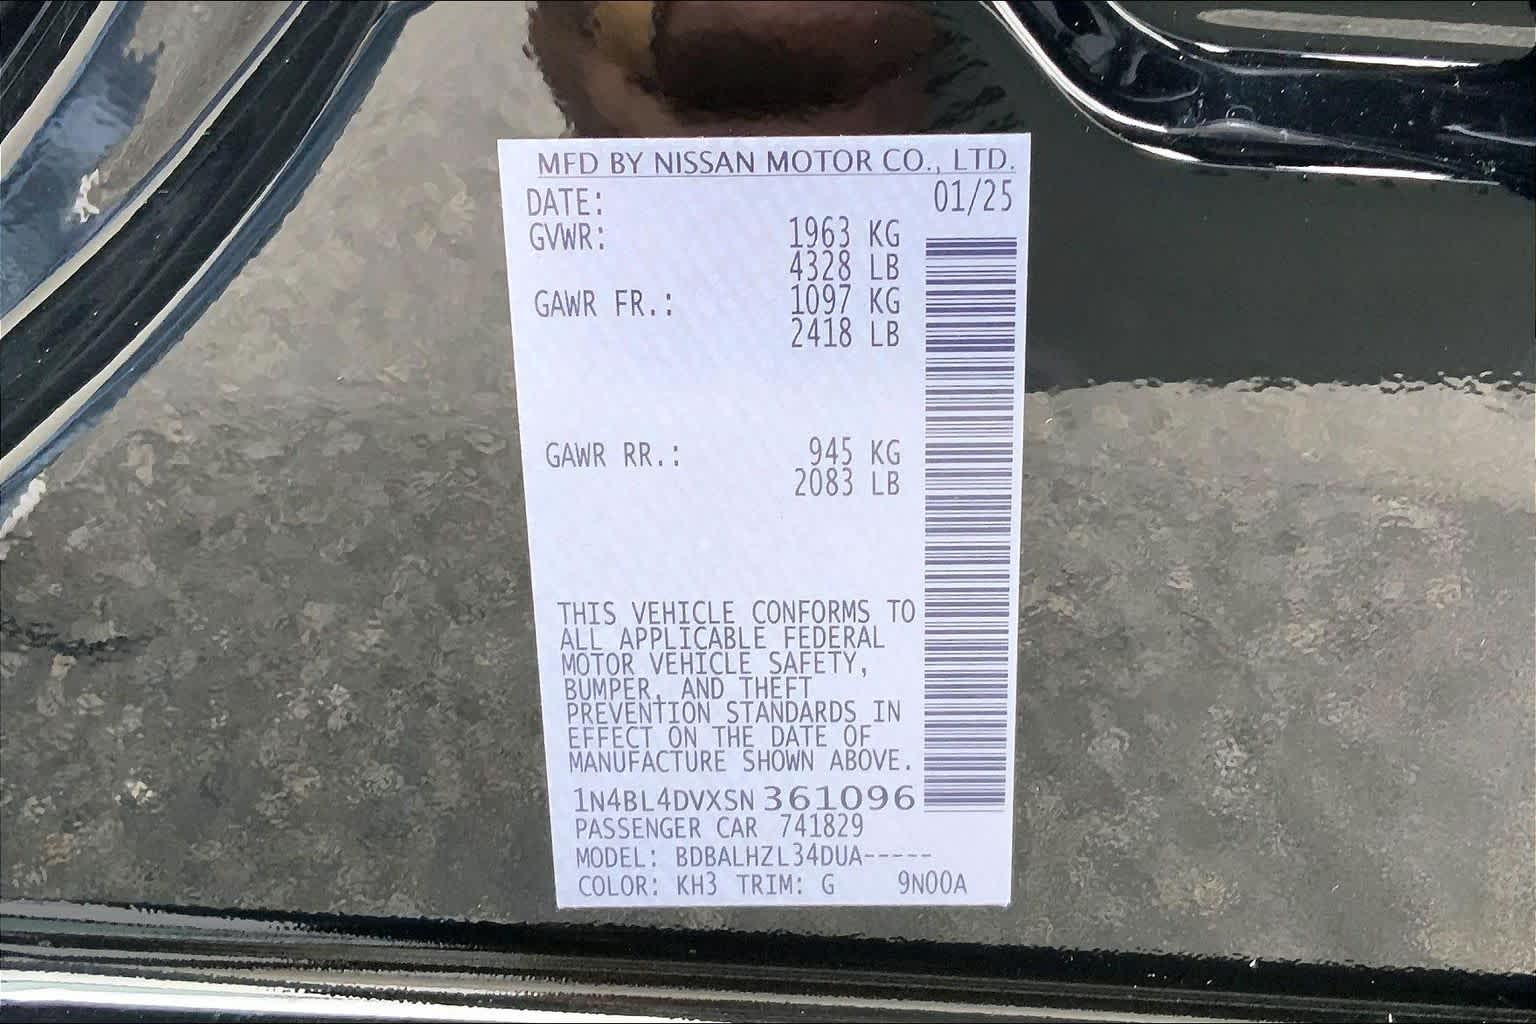 MFD BY NISSAN MOTOR CO., LTD.
DATE: 01/25
GVWR: 1963 KG
4328 LB
GAWR FR.: 1097 KG
2418 LB
GAWR RR.: 945 KG
2083 LB
THIS VEHICLE CONFORMS TO
ALL APPLICABLE FEDERAL
MOTOR VEHICLE SAFETY,
BUMPER, AND THEFT
PREVENTION STANDARDS IN
EFFECT ON THE DATE OF
MANUFACTURE SHOWN ABOVE.
1N4BL4DVXSN 361096
PASSENGER CAR 741829
MODEL: BDBALHZL34DUA-----
COLOR: KH3 TRIM: G 9N00A